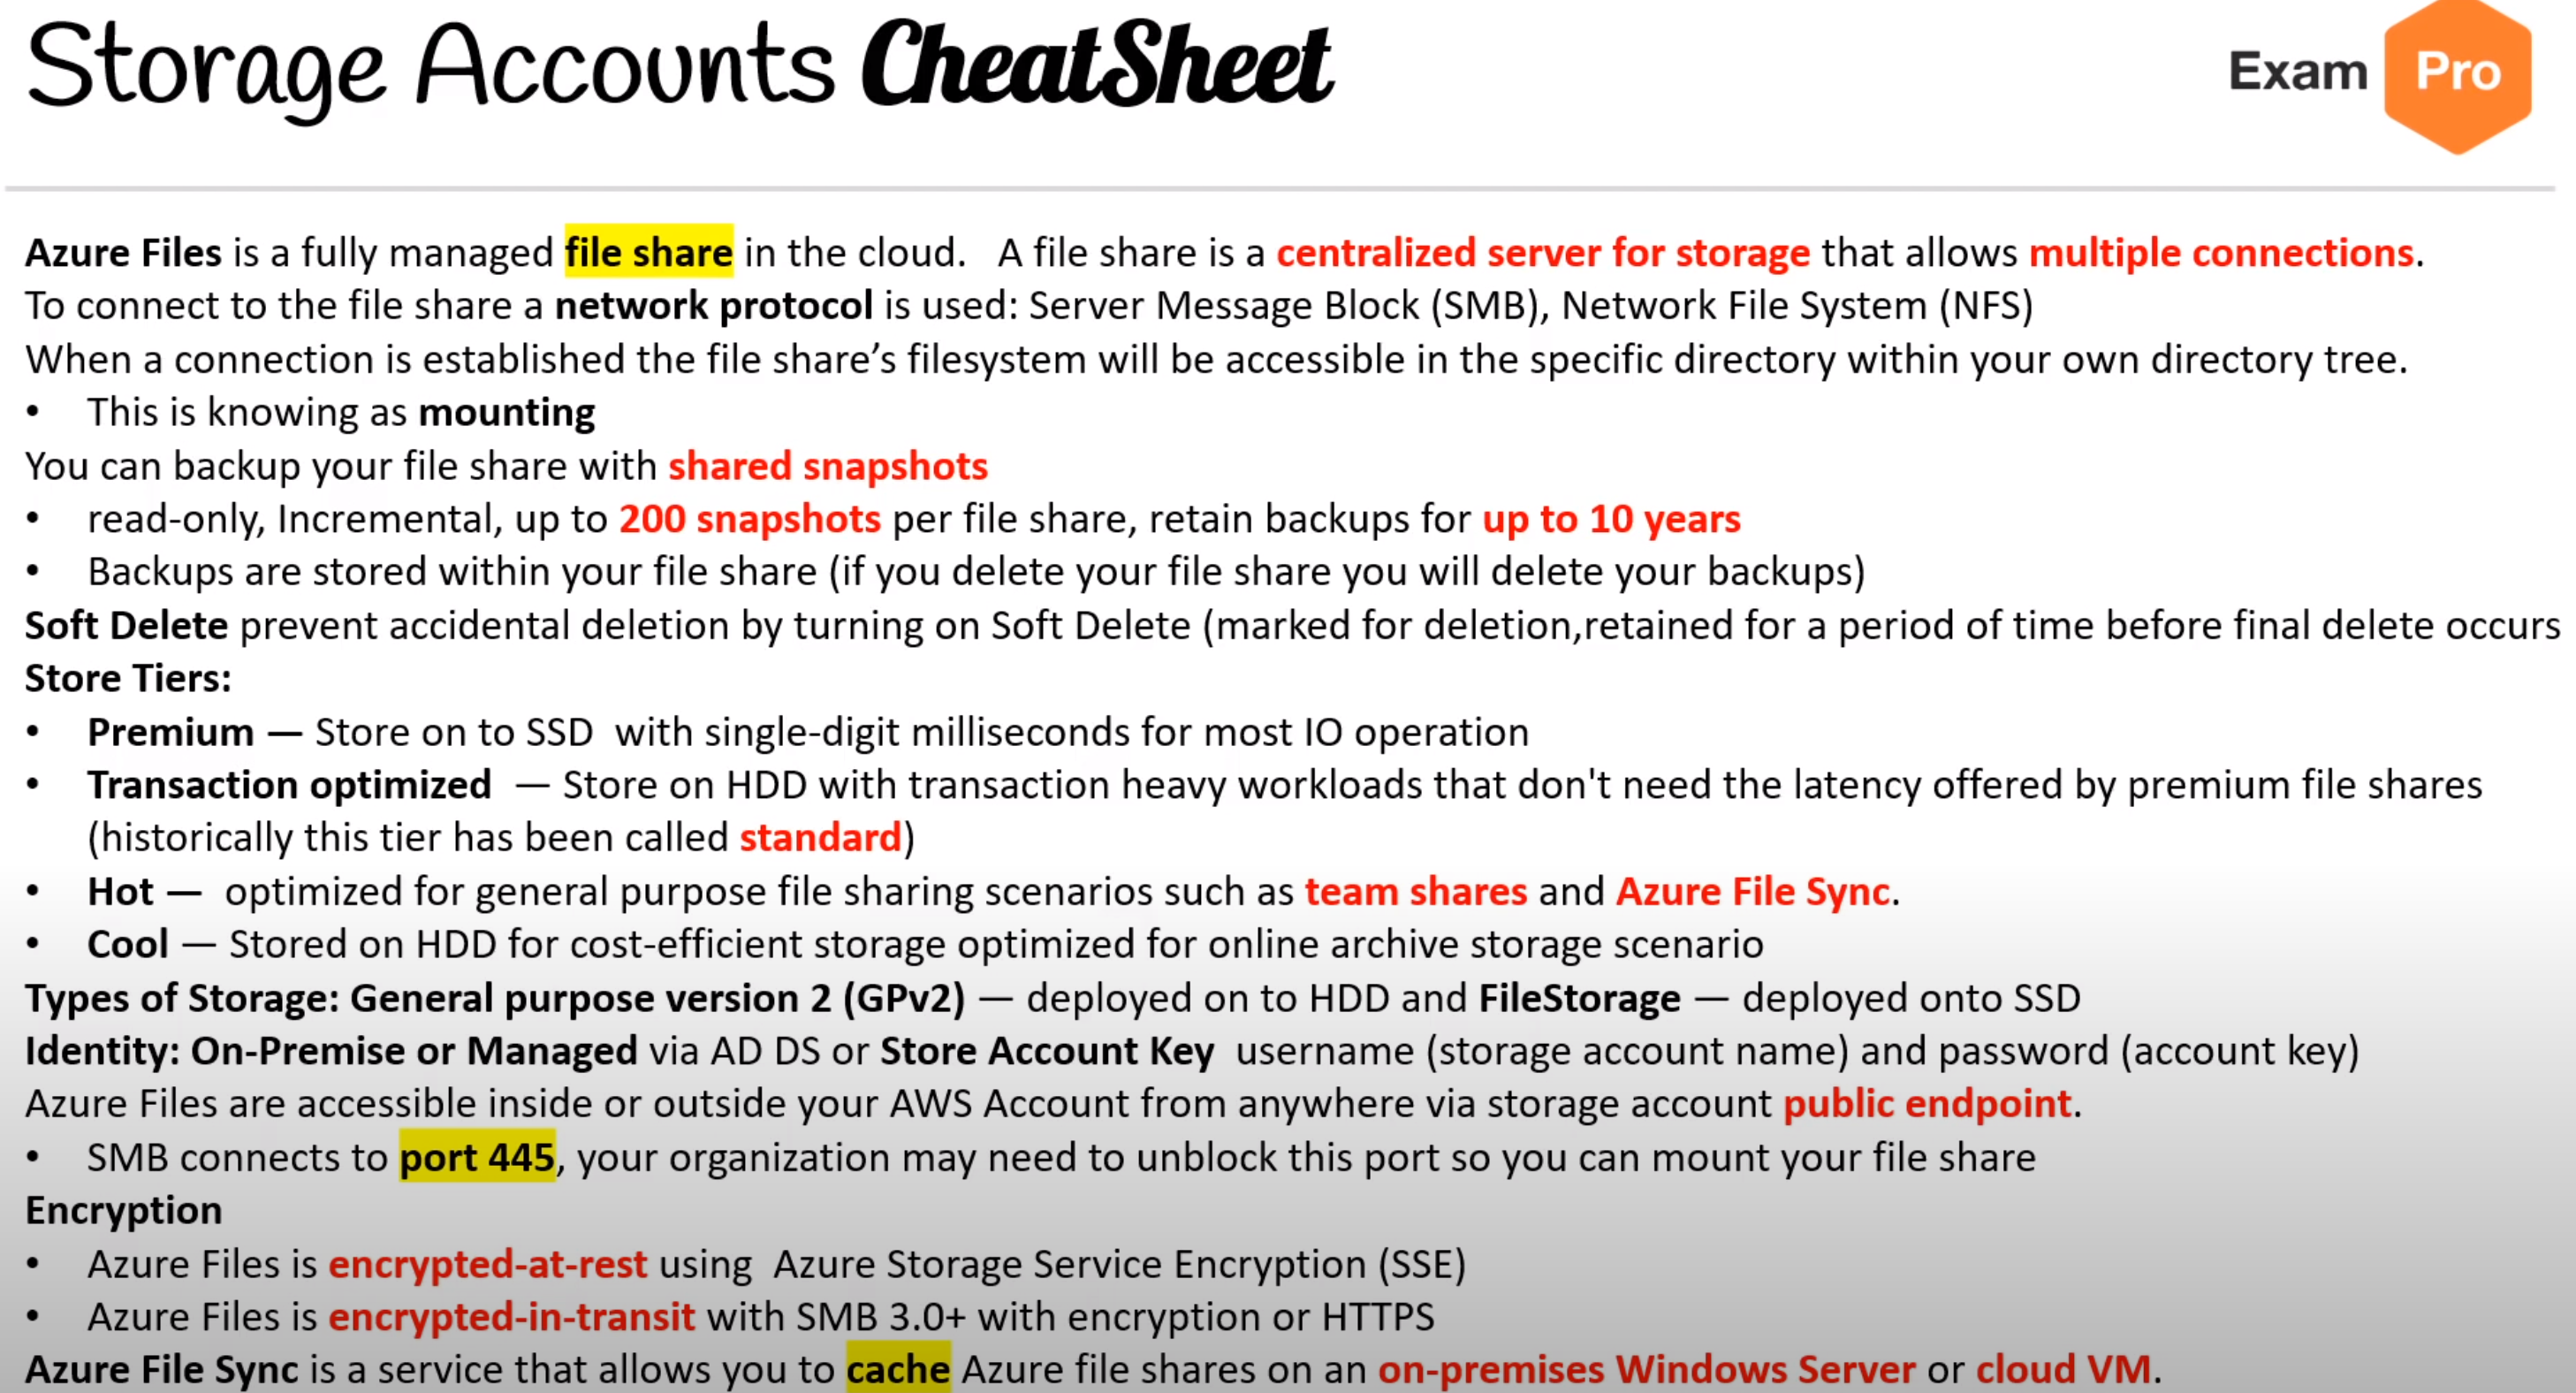 Storage Accounts CheatSheet
Exam Pro
Azure Files is a fully managed file share in the cloud. A file share is a centralized server for storage that allows multiple connections.
To connect to the file share a network protocol is used: Server Message Block (SMB), Network File System (NFS)
When a connection is established the file share’s filesystem will be accessible in the specific directory within your own directory tree.
• This is knowing as mounting
You can backup your file share with shared snapshots
• read-only, Incremental, up to 200 snapshots per file share, retain backups for up to 10 years
• Backups are stored within your file share (if you delete your file share you will delete your backups)
Soft Delete prevent accidental deletion by turning on Soft Delete (marked for deletion,retained for a period of time before final delete occurs
Store Tiers:
• Premium — Store on to SSD with single-digit milliseconds for most IO operation
• Transaction optimized — Store on HDD with transaction heavy workloads that don't need the latency offered by premium file shares
(historically this tier has been called standard)
• Hot — optimized for general purpose file sharing scenarios such as team shares and Azure File Sync.
• Cool — Stored on HDD for cost-efficient storage optimized for online archive storage scenario
Types of Storage: General purpose version 2 (GPv2) — deployed on to HDD and FileStorage — deployed onto SSD
Identity: On-Premise or Managed via AD DS or Store Account Key username (storage account name) and password (account key)
Azure Files are accessible inside or outside your AWS Account from anywhere via storage account public endpoint.
• SMB connects to port 445, your organization may need to unblock this port so you can mount your file share
Encryption
• Azure Files is encrypted-at-rest using Azure Storage Service Encryption (SSE)
• Azure Files is encrypted-in-transit with SMB 3.0+ with encryption or HTTPS
Azure File Sync is a service that allows you to cache Azure file shares on an on-premises Windows Server or cloud VM.